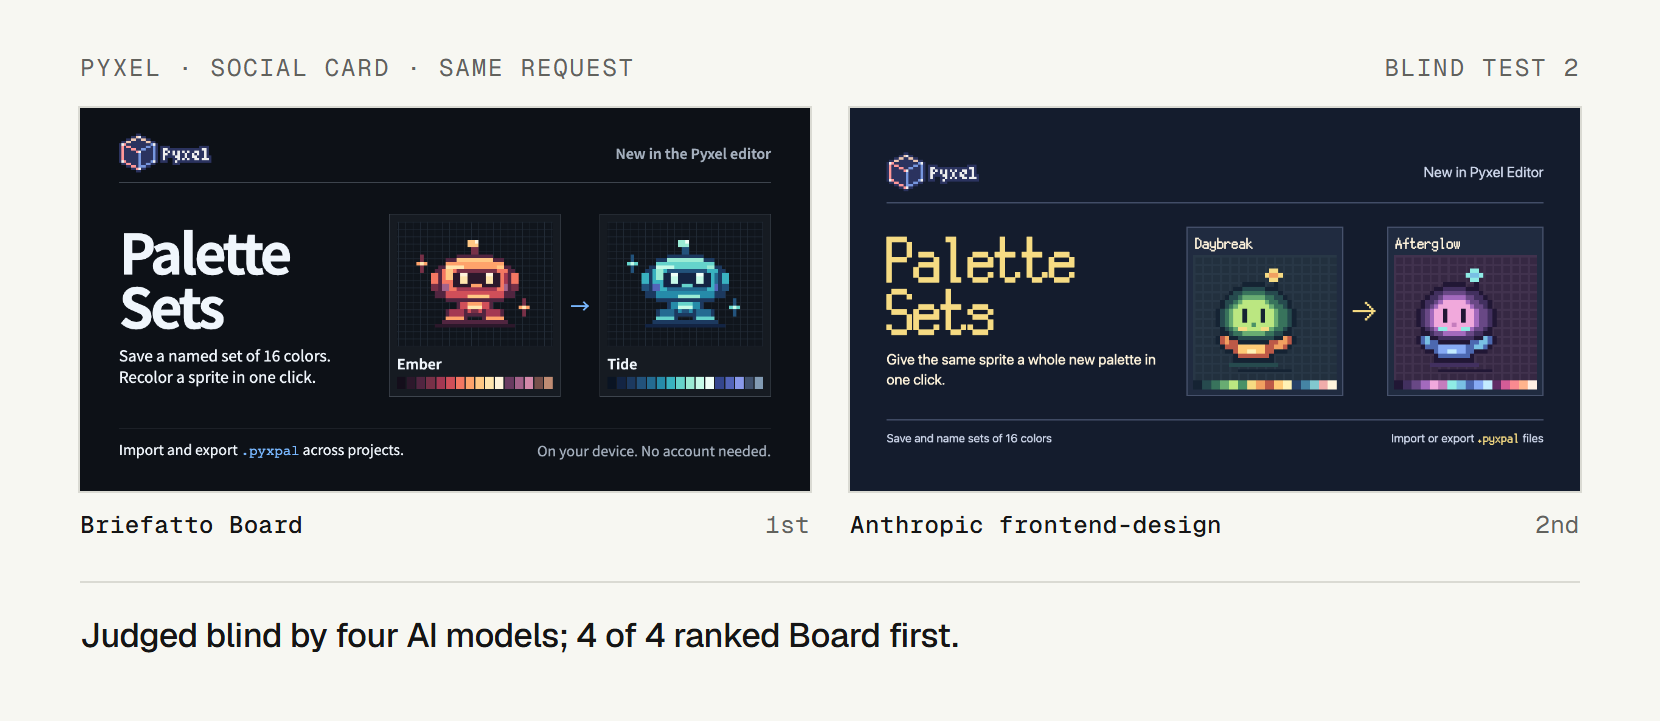 PYXEL · SOCIAL CARD · SAME REQUEST
BLIND TEST 2
Pyxel
New in the Pyxel editor
Palette
Sets
Save a named set of 16 colors.
Recolor a sprite in one click.
Ember
Tide
Import and export .pyxpal across projects.
On your device. No account needed.
Briefatto Board
1st
Pyxel
New in Pyxel Editor
Palette
Sets
Give the same sprite a whole new palette in
one click.
Daybreak
Afterglow
Save and name sets of 16 colors
Import or export .pyxpal files
Anthropic frontend-design
2nd
Judged blind by four AI models; 4 of 4 ranked Board first.